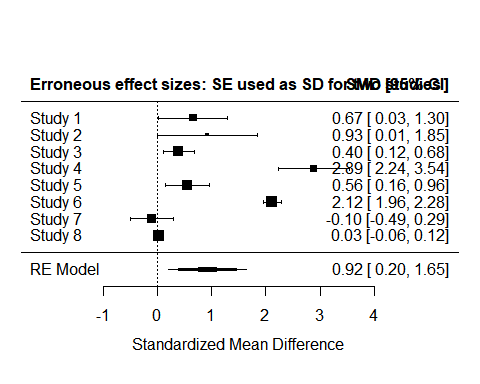 Erroneous effect sizes: SE used as SD for two studies SMD [95% CI]
Study 1 0.67 [ 0.03, 1.30]
Study 2 0.93 [ 0.01, 1.85]
Study 3 0.40 [ 0.12, 0.68]
Study 4 2.89 [ 2.24, 3.54]
Study 5 0.56 [ 0.16, 0.96]
Study 6 2.12 [ 1.96, 2.28]
Study 7 -0.10 [-0.49, 0.29]
Study 8 0.03 [-0.06, 0.12]
RE Model 0.92 [ 0.20, 1.65]
-1 0 1 2 3 4
Standardized Mean Difference